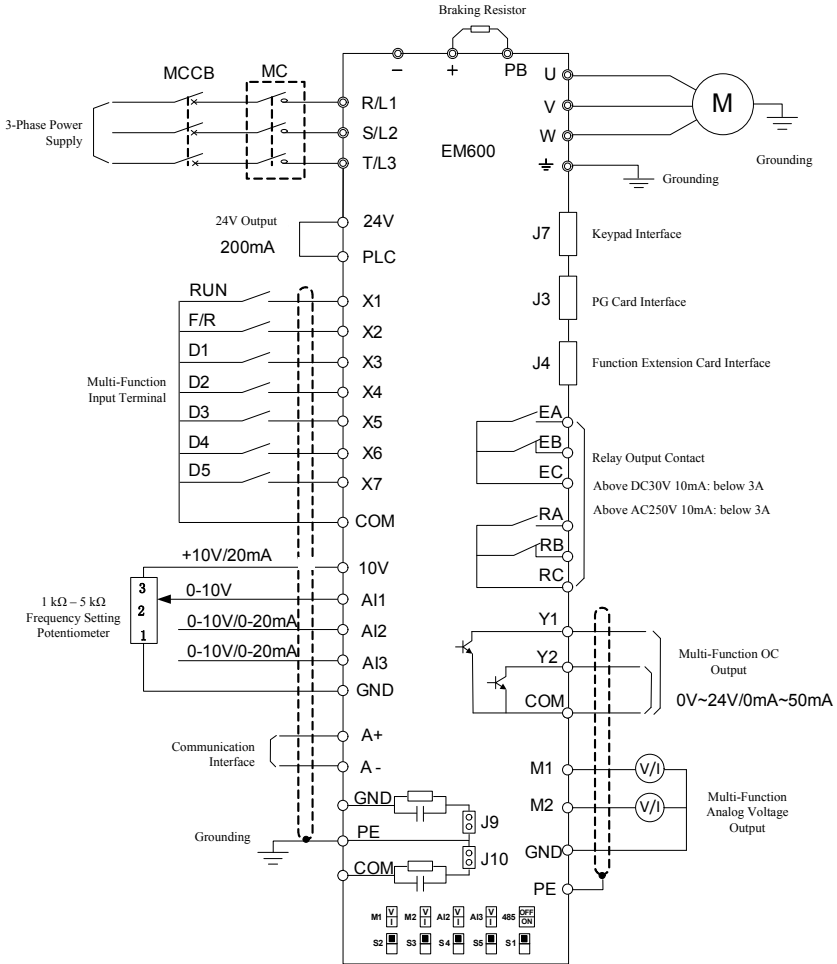 Braking Resistor
MCCB
MC
− + PB
3-Phase Power
Supply
R/L1
S/L2
T/L3
EM600
U
V
W
M
Grounding
Grounding
24V Output
200mA
24V
PLC
J7 Keypad Interface
J3 PG Card Interface
J4 Function Extension Card Interface
Multi-Function
Input Terminal
RUN X1
F/R X2
D1 X3
D2 X4
D3 X5
D4 X6
D5 X7
COM
EA
EB
EC
RA
RB
RC
Relay Output Contact
Above DC30V 10mA: below 3A
Above AC250V 10mA: below 3A
1 kΩ – 5 kΩ
Frequency Setting
Potentiometer
3
2
1
+10V/20mA 10V
0-10V AI1
0-10V/0-20mA AI2
0-10V/0-20mA AI3
GND
Y1
Y2
COM
Multi-Function OC
Output
0V~24V/0mA~50mA
Communication
Interface
A+
A -
M1 V/I
M2 V/I
GND
PE
Multi-Function
Analog Voltage
Output
Grounding
GND
PE
COM
J9
J10
M1 V I M2 V I AI2 V I AI3 V I 485 OFF ON
S2 S3 S4 S5 S1